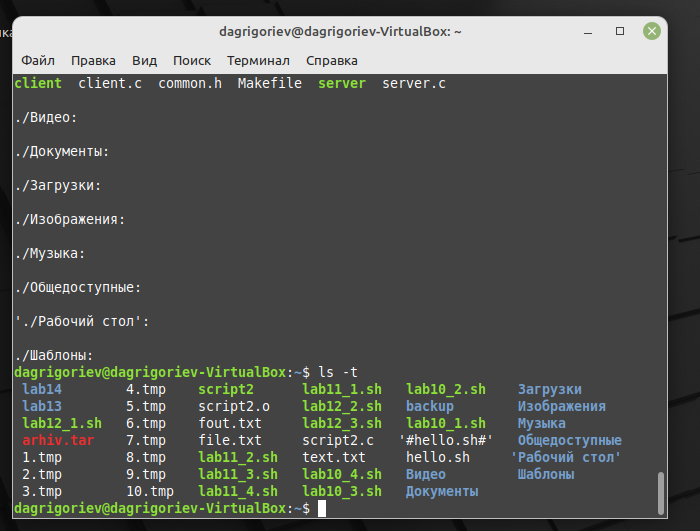 dagrigoriev@dagrigoriev-VirtualBox: ~
Файл Правка Вид Поиск Терминал Справка
client client.c common.h Makefile server server.c
./Видео:
./Документы:
./Загрузки:
./Изображения:
./Музыка:
./Общедоступные:
'./Рабочий стол':
./Шаблоны:
dagrigoriev@dagrigoriev-VirtualBox:~$ ls -t
lab14 4.tmp script2 lab11_1.sh lab10_2.sh Загрузки
lab13 5.tmp script2.o lab12_2.sh backup Изображения
lab12_1.sh 6.tmp fout.txt lab12_3.sh lab10_1.sh Музыка
arhiv.tar 7.tmp file.txt script2.c '#hello.sh#' Общедоступные
1.tmp 8.tmp lab11_2.sh text.txt hello.sh 'Рабочий стол'
2.tmp 9.tmp lab11_3.sh lab10_4.sh Видео Шаблоны
3.tmp 10.tmp lab11_4.sh lab10_3.sh Документы
dagrigoriev@dagrigoriev-VirtualBox:~$